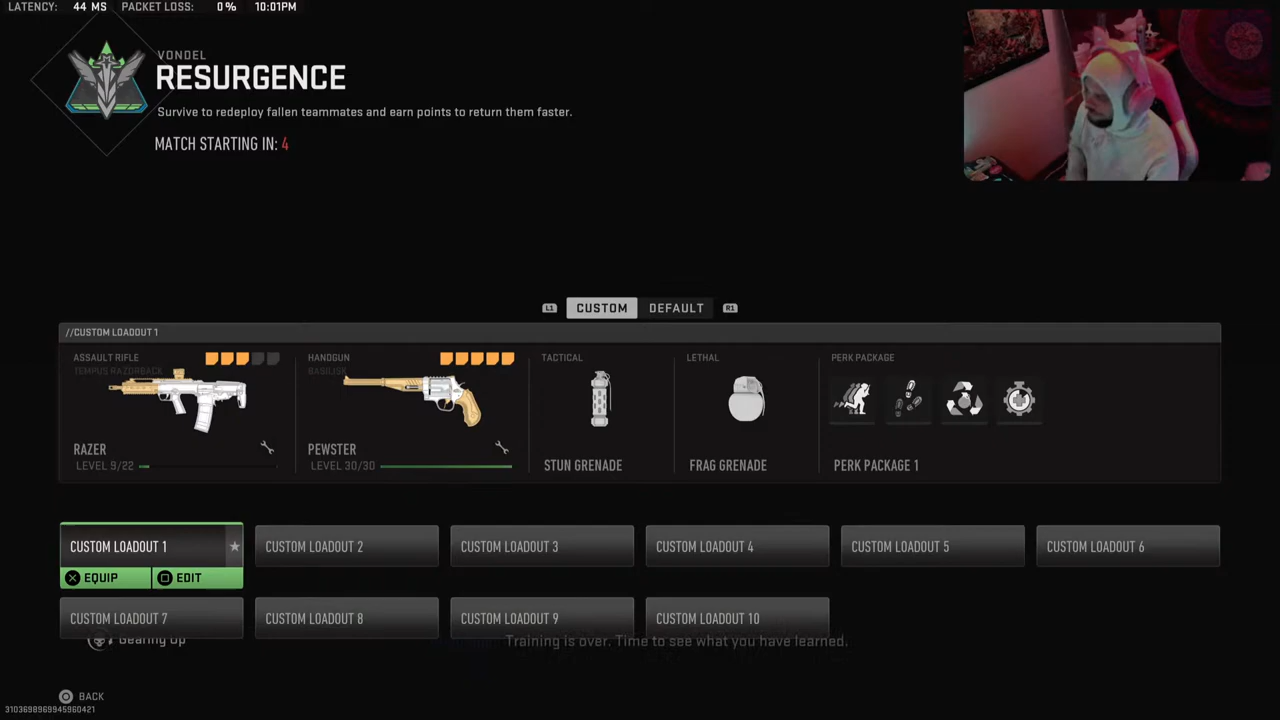 LATENCY: 44 MS PACKET LOSS: 0 % 10:01PM
VONDEL
RESURGENCE
Survive to redeploy fallen teammates and earn points to return them faster.
MATCH STARTING IN: 4
L1 CUSTOM DEFAULT R1
//CUSTOM LOADOUT 1
ASSAULT RIFLE HANDGUN TACTICAL LETHAL PERK PACKAGE
TEMPUS RAZORBACK BASILISK
RAZER PEWSTER STUN GRENADE FRAG GRENADE PERK PACKAGE 1
LEVEL 9/22 LEVEL 30/30
CUSTOM LOADOUT 1 CUSTOM LOADOUT 2 CUSTOM LOADOUT 3 CUSTOM LOADOUT 4 CUSTOM LOADOUT 5 CUSTOM LOADOUT 6
EQUIP EDIT
CUSTOM LOADOUT 7 CUSTOM LOADOUT 8 CUSTOM LOADOUT 9 CUSTOM LOADOUT 10
Gearing Up Training is over. Time to see what you have learned.
BACK
3103698969945960421